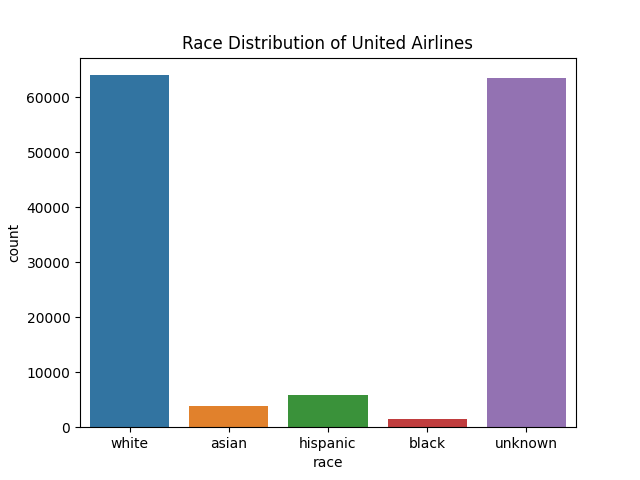 Race Distribution of United Airlines
count
60000
50000
40000
30000
20000
10000
0
white asian hispanic black unknown
race